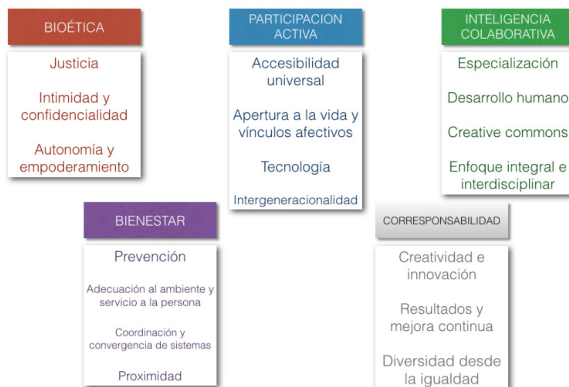 BIOÉTICA
Justicia
Intimidad y
confidencialidad
Autonomía y
empoderamiento
PARTICIPACION
ACTIVA
Accesibilidad
universal
Apertura a la vida y
vínculos afectivos
Tecnología
Intergeneracionalidad
INTELIGENCIA
COLABORATIVA
Especialización
Desarrollo humano
Creative commons
Enfoque integral e
interdisciplinar
BIENESTAR
Prevención
Adecuación al ambiente y
servicio a la persona
Coordinación y
convergencia de sistemas
Proximidad
CORRESPONSABILIDAD
Creatividad e
innovación
Resultados y
mejora continua
Diversidad desde
la igualdad